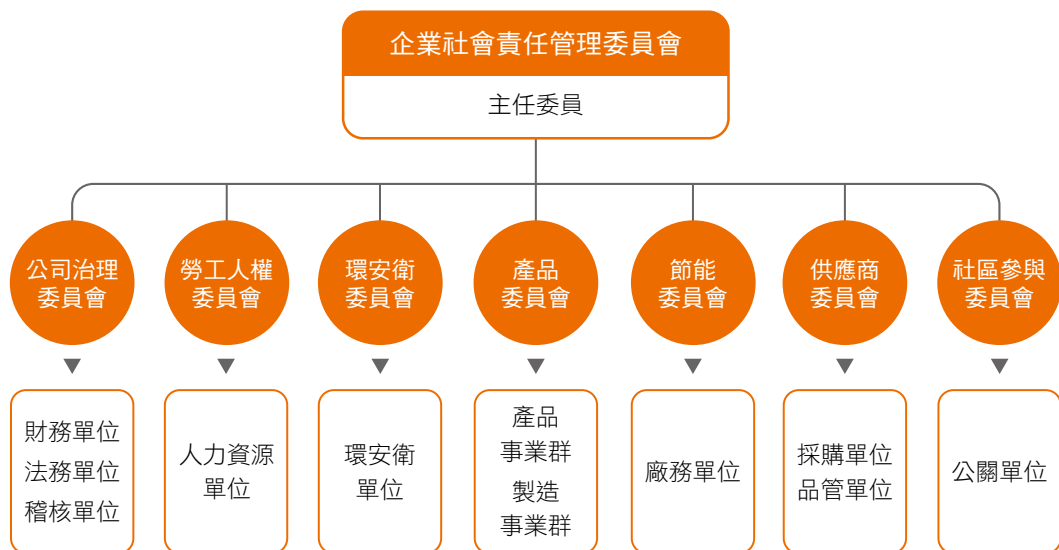 企業社會責任管理委員會
主任委員
公司治理
委員會
勞工人權
委員會
環安衛
委員會
產品
委員會
節能
委員會
供應商
委員會
社區參與
委員會
財務單位
法務單位
稽核單位
人力資源
單位
環安衛
單位
產品
事業群
製造
事業群
廠務單位
採購單位
品管單位
公關單位